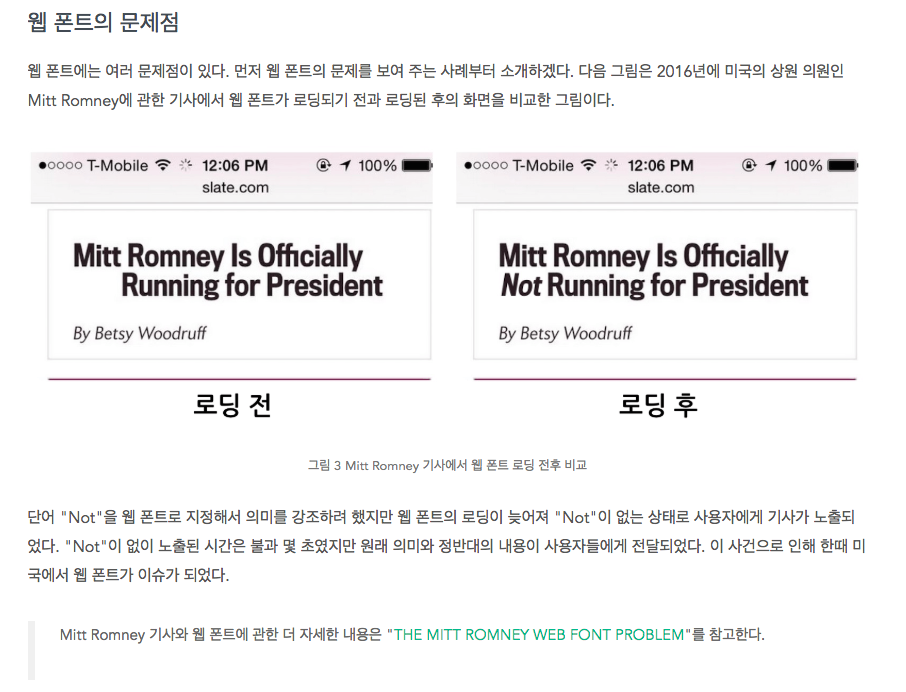 웹 폰트의 문제점
웹 폰트에는 여러 문제점이 있다. 먼저 웹 폰트의 문제를 보여 주는 사례부터 소개하겠다. 다음 그림은 2016년에 미국의 상원 의원인
Mitt Romney에 관한 기사에서 웹 폰트가 로딩되기 전과 로딩된 후의 화면을 비교한 그림이다.
T-Mobile 12:06 PM 100%
slate.com
Mitt Romney Is Officially
Running for President
By Betsy Woodruff
로딩 전
T-Mobile 12:06 PM 100%
slate.com
Mitt Romney Is Officially
Not Running for President
By Betsy Woodruff
로딩 후
그림 3 Mitt Romney 기사에서 웹 폰트 로딩 전후 비교
단어 "Not"을 웹 폰트로 지정해서 의미를 강조하려 했지만 웹 폰트의 로딩이 늦어져 "Not"이 없는 상태로 사용자에게 기사가 노출되
었다. "Not"이 없이 노출된 시간은 불과 몇 초였지만 원래 의미와 정반대의 내용이 사용자들에게 전달되었다. 이 사건으로 인해 한때 미
국에서 웹 폰트가 이슈가 되었다.
Mitt Romney 기사와 웹 폰트에 관한 더 자세한 내용은 "THE MITT ROMNEY WEB FONT PROBLEM"를 참고한다.